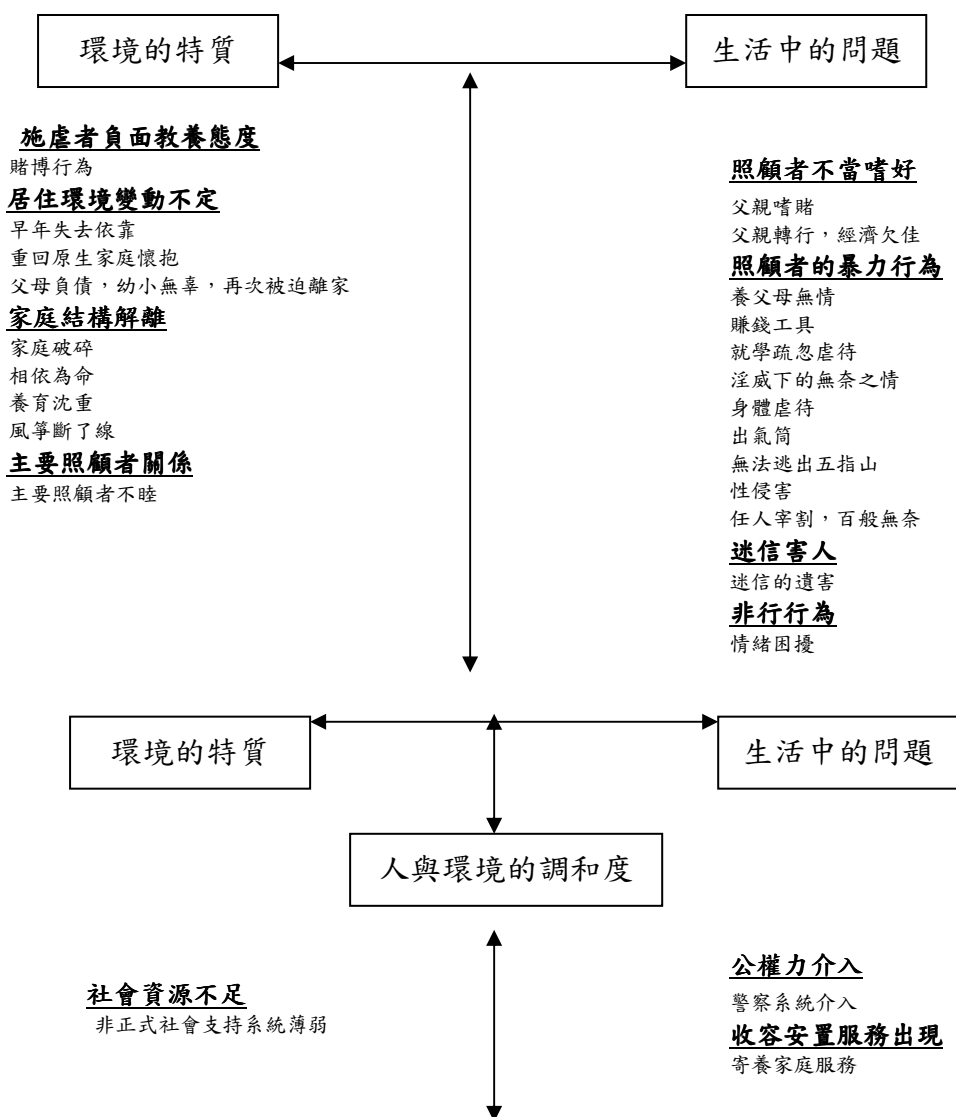 環境的特質
生活中的問題
施虐者負面教養態度
賭博行為
居住環境變動不定
早年失去依靠
重回原生家庭懷抱
父母負債，幼小無辜，再次被迫離家
家庭結構解離
家庭破碎
相依為命
養育沈重
風箏斷了線
主要照顧者關係
主要照顧者不睦
照顧者不當嗜好
父親嗜賭
父親轉行，經濟欠佳
照顧者的暴力行為
養父母無情
賺錢工具
就學疏忽虐待
淫威下的無奈之情
身體虐待
出氣筒
無法逃出五指山
性侵害
任人宰割，百般無奈
迷信害人
迷信的遺害
非行行為
情緒困擾
環境的特質
生活中的問題
人與環境的調和度
社會資源不足
非正式社會支持系統薄弱
公權力介入
警察系統介入
收容安置服務出現
寄養家庭服務